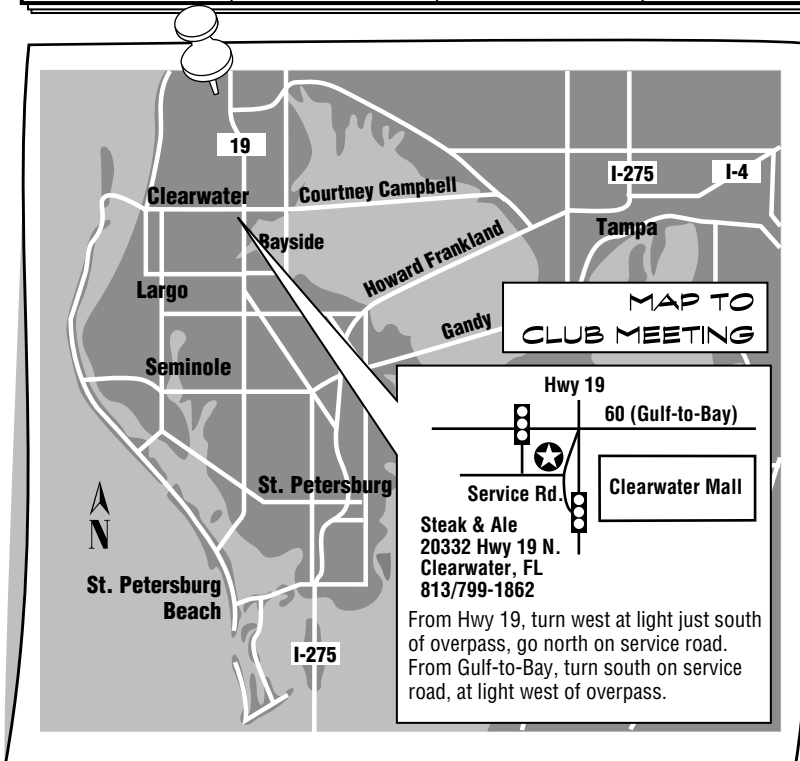 19
I-275
I-4
Clearwater
Courtney Campbell
Tampa
Bayside
Howard Frankland
Largo
MAP TO
CLUB MEETING
Gandy
Seminole
Hwy 19
60 (Gulf-to-Bay)
St. Petersburg
Service Rd.
Clearwater Mall
N
Steak & Ale
20332 Hwy 19 N.
Clearwater, FL
813/799-1862
St. Petersburg
Beach
I-275
From Hwy 19, turn west at light just south
of overpass, go north on service road.
From Gulf-to-Bay, turn south on service
road, at light west of overpass.